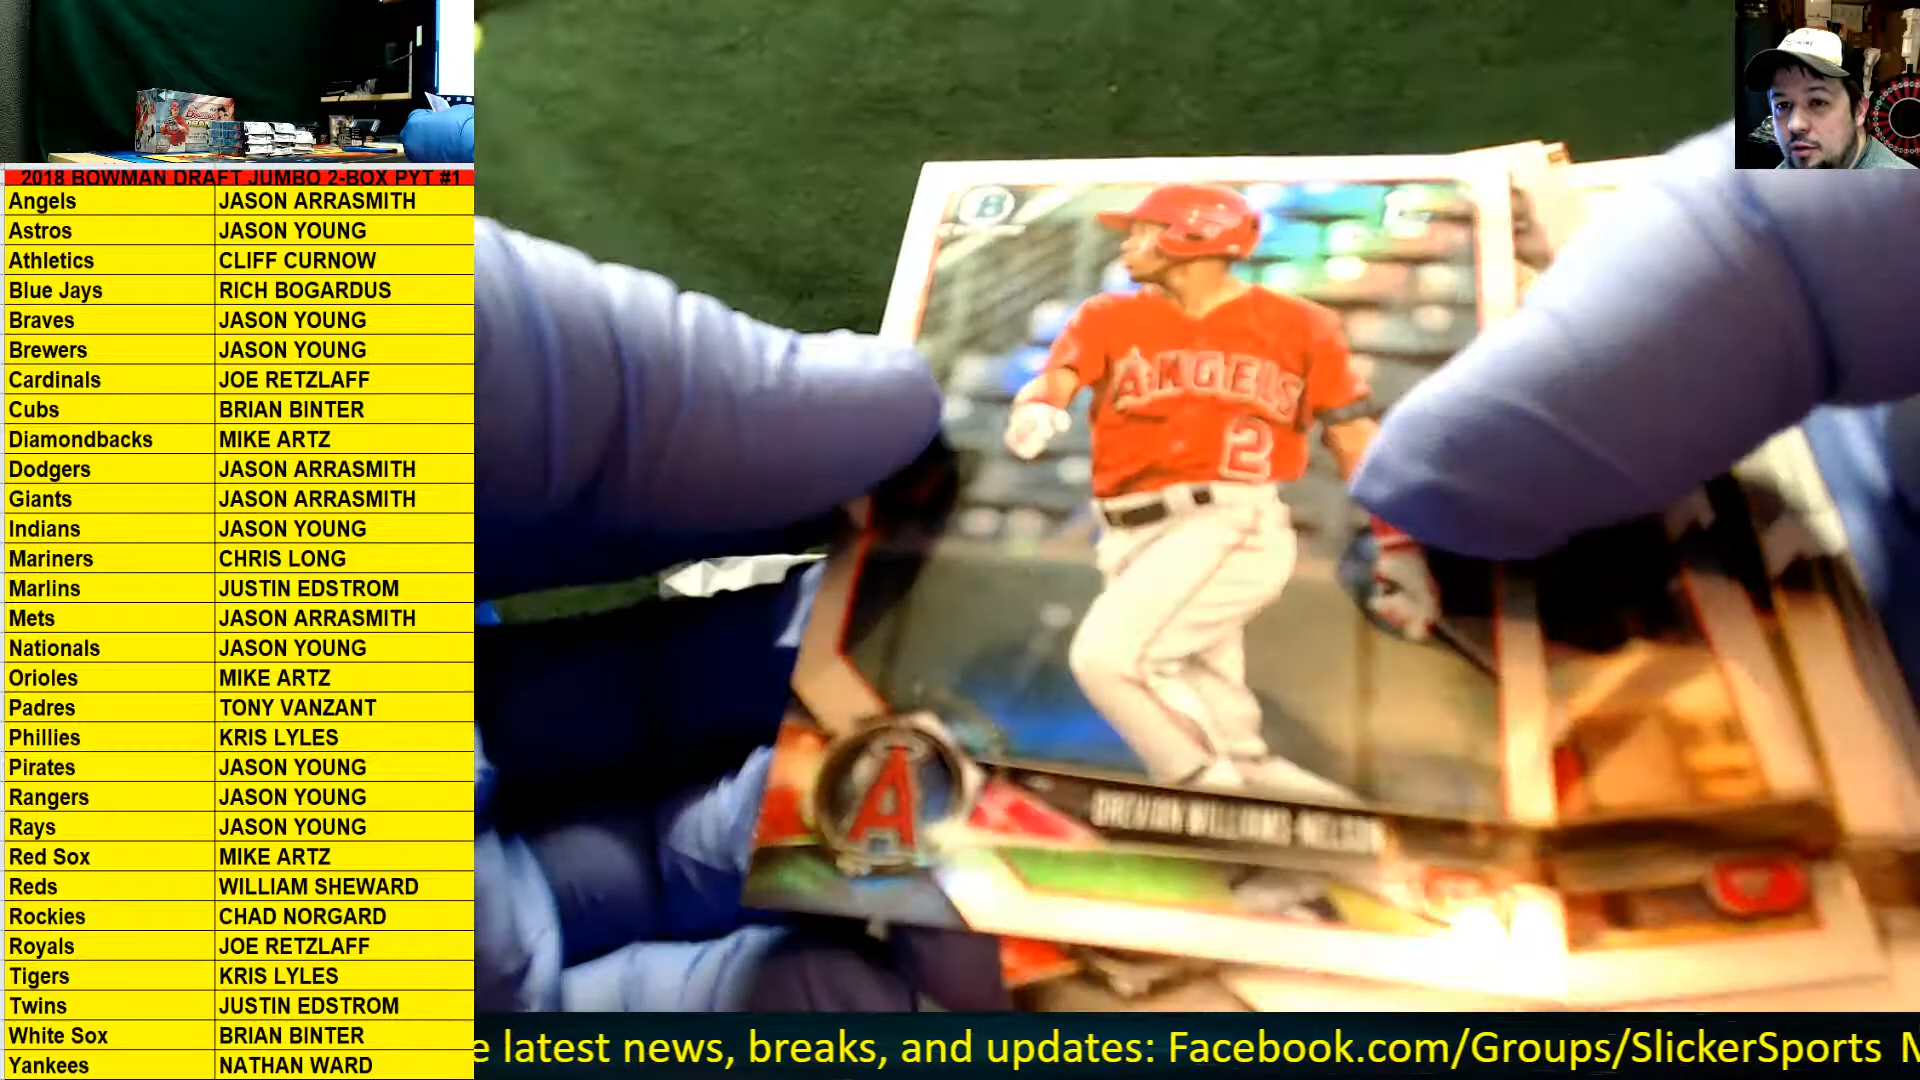 2018 BOWMAN DRAFT JUMBO 2-BOX PYT #1
Angels JASON ARRASMITH
Astros JASON YOUNG
Athletics CLIFF CURNOW
Blue Jays RICH BOGARDUS
Braves JASON YOUNG
Brewers JASON YOUNG
Cardinals JOE RETZLAFF
Cubs BRIAN BINTER
Diamondbacks MIKE ARTZ
Dodgers JASON ARRASMITH
Giants JASON ARRASMITH
Indians JASON YOUNG
Mariners CHRIS LONG
Marlins JUSTIN EDSTROM
Mets JASON ARRASMITH
Nationals JASON YOUNG
Orioles MIKE ARTZ
Padres TONY VANZANT
Phillies KRIS LYLES
Pirates JASON YOUNG
Rangers JASON YOUNG
Rays JASON YOUNG
Red Sox MIKE ARTZ
Reds WILLIAM SHEWARD
Rockies CHAD NORGARD
Royals JOE RETZLAFF
Tigers KRIS LYLES
Twins JUSTIN EDSTROM
White Sox BRIAN BINTER
Yankees NATHAN WARD
B
ANGELS
2
A
DREVIAN WILLIAMS-NELSON
e latest news, breaks, and updates: Facebook.com/Groups/SlickerSports